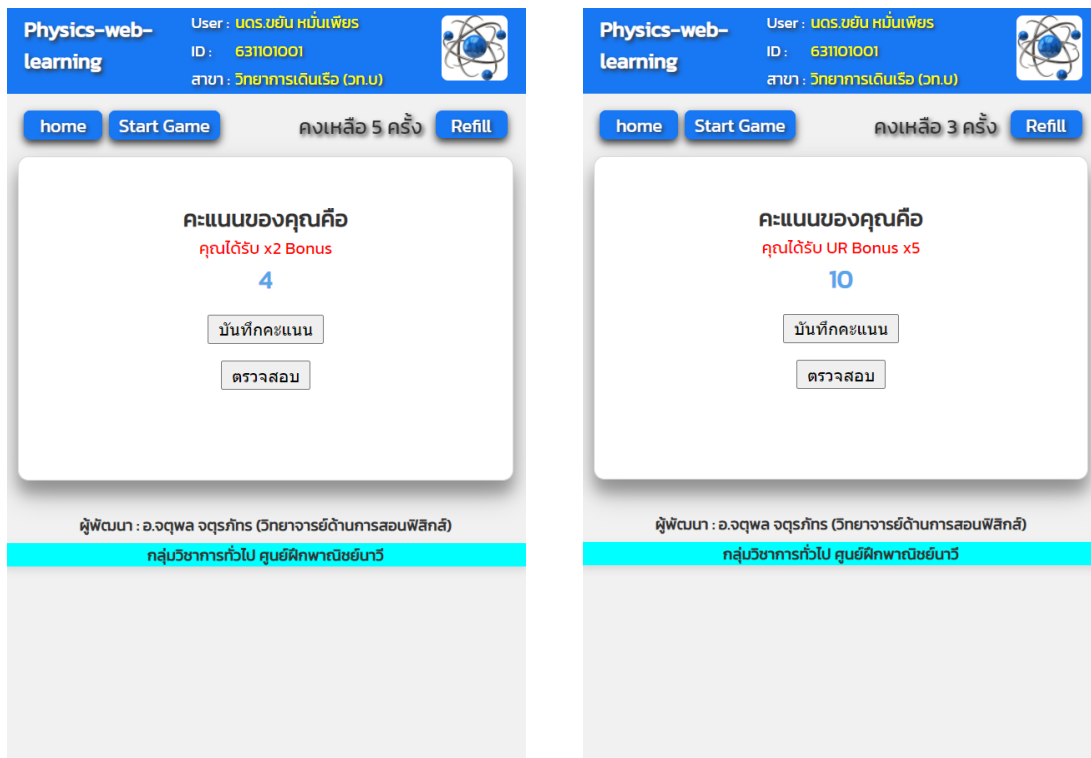 Physics-web-learning
User : นดร.ขยัน หมั่นเพียร
ID : 631101001
สาขา : วิทยาการเดินเรือ (วท.บ)
home Start Game คงเหลือ 5 ครั้ง Refill
คะแนนของคุณคือ
คุณได้รับ x2 Bonus
4
บันทึกคะแนน
ตรวจสอบ
ผู้พัฒนา : อ.จตุพล จตุรภัทร (วิทยาจารย์ด้านการสอนฟิสิกส์)
กลุ่มวิชาการทั่วไป ศูนย์ฝึกพาณิชย์นาวี
Physics-web-learning
User : นดร.ขยัน หมั่นเพียร
ID : 631101001
สาขา : วิทยาการเดินเรือ (วท.บ)
home Start Game คงเหลือ 3 ครั้ง Refill
คะแนนของคุณคือ
คุณได้รับ UR Bonus x5
10
บันทึกคะแนน
ตรวจสอบ
ผู้พัฒนา : อ.จตุพล จตุรภัทร (วิทยาจารย์ด้านการสอนฟิสิกส์)
กลุ่มวิชาการทั่วไป ศูนย์ฝึกพาณิชย์นาวี